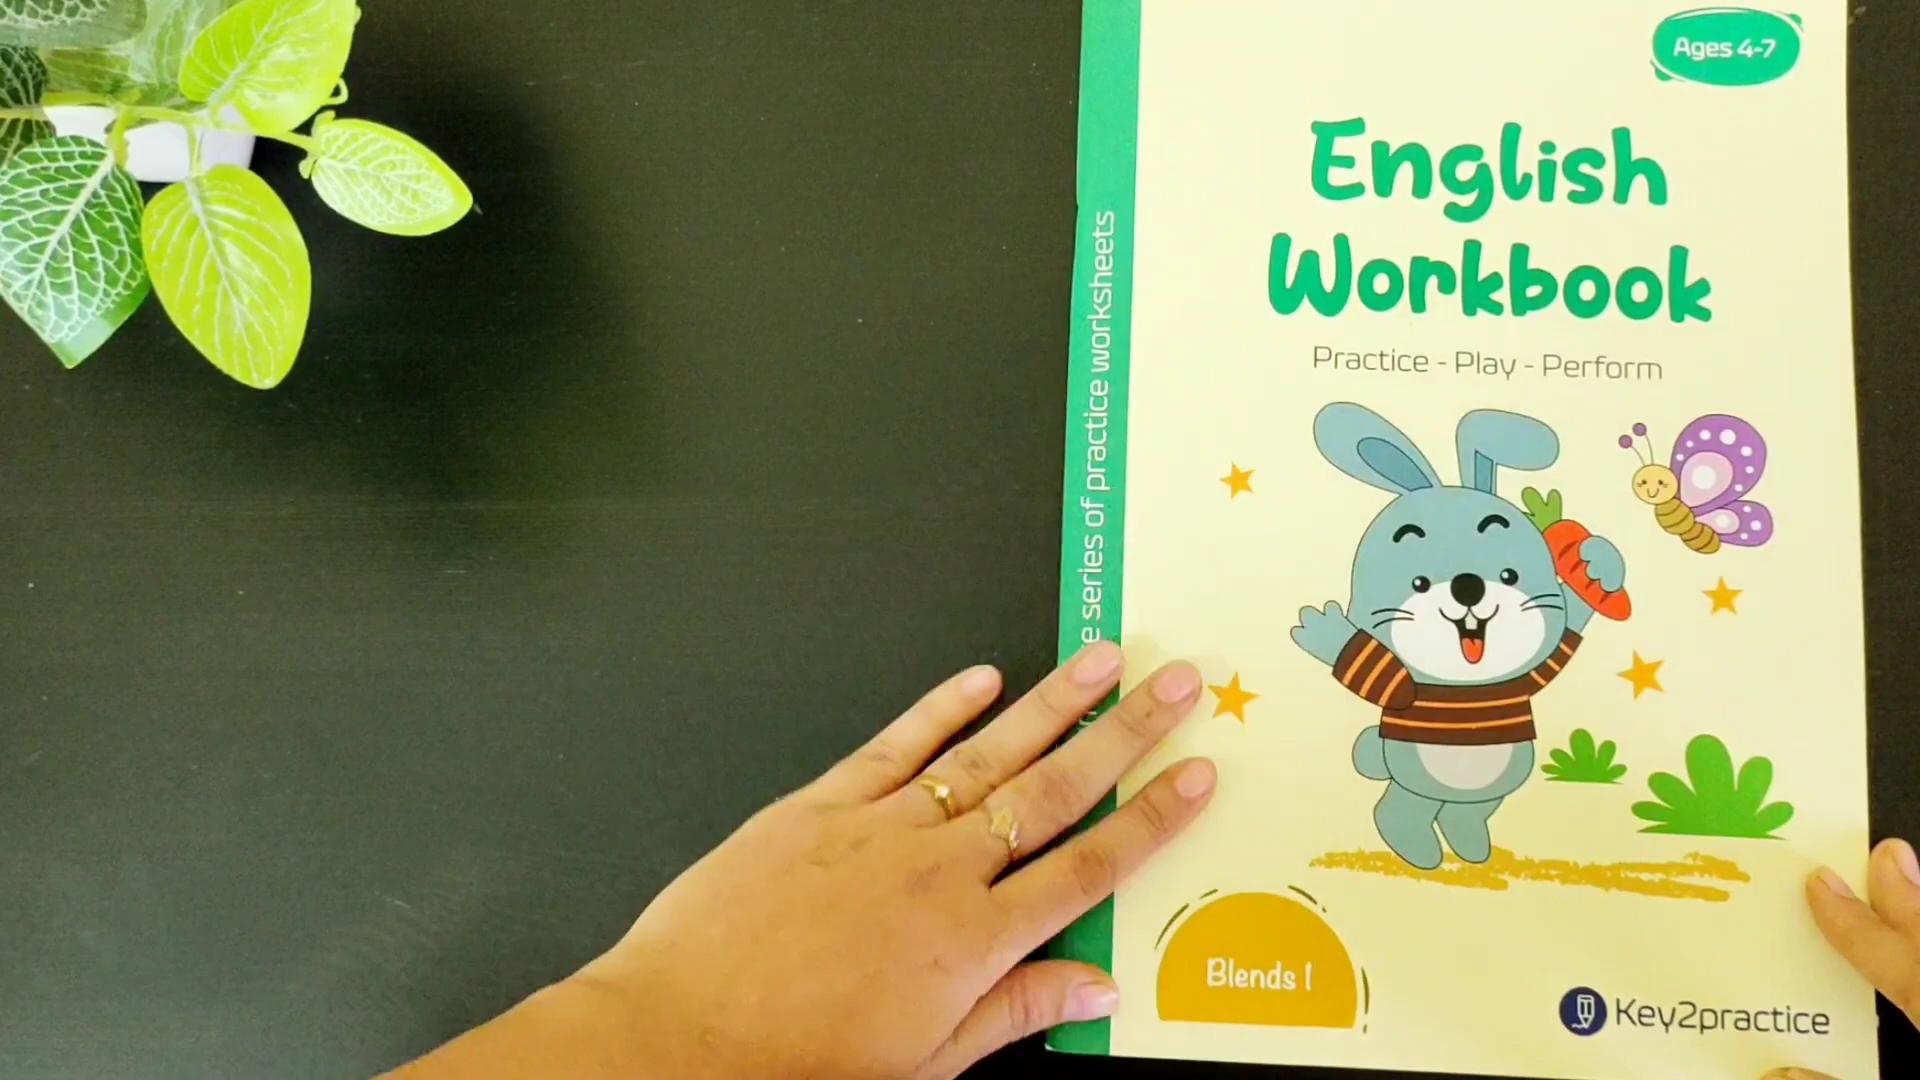 Ages 4-7
English
Workbook
Practice - Play - Perform
series of practice worksheets
Blends 1
Key2practice